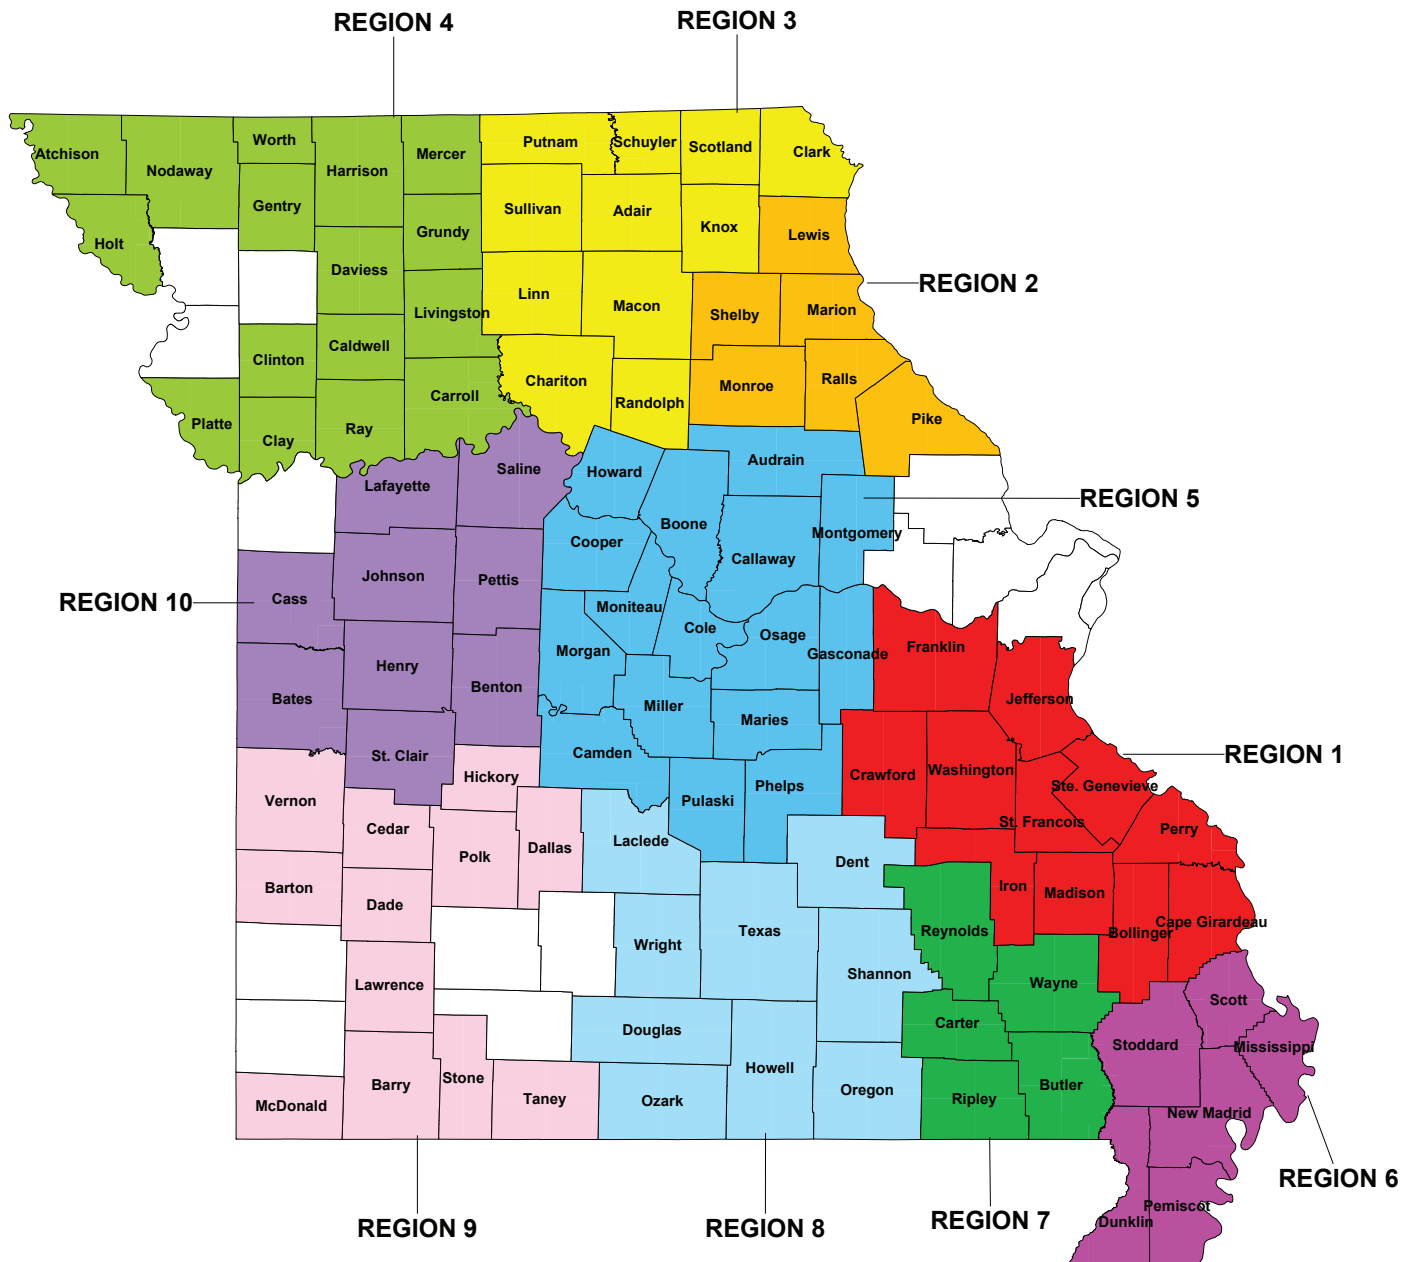 REGION 4
REGION 3
Atchison
Nodaway
Worth
Harrison
Mercer
Putnam
Schuyler
Scotland
Clark
Holt
Gentry
Grundy
Sullivan
Adair
Knox
Lewis
Daviess
Livingston
Linn
Macon
Shelby
Marion
REGION 2
Clinton
Caldwell
Carroll
Chariton
Randolph
Monroe
Ralls
Pike
Platte
Clay
Ray
Lafayette
Saline
Howard
Boone
Audrain
REGION 5
Montgomery
Callaway
Cooper
REGION 10
Cass
Johnson
Pettis
Moniteau
Cole
Osage
Gasconade
Franklin
Morgan
Henry
Benton
Bates
Miller
Maries
Jefferson
St. Clair
Hickory
Camden
Pulaski
Phelps
Crawford
Washington
Ste. Genevieve
REGION 1
Vernon
Cedar
Polk
Dallas
Laclede
Dent
St. Francois
Perry
Barton
Dade
Iron
Madison
Bollinger
Cape Girardeau
Lawrence
Wright
Texas
Shannon
Reynolds
Wayne
Scott
Douglas
Carter
Stoddard
Mississippi
McDonald
Barry
Stone
Taney
Ozark
Howell
Oregon
Ripley
Butler
New Madrid
REGION 6
Pemiscot
Dunklin
REGION 9
REGION 8
REGION 7